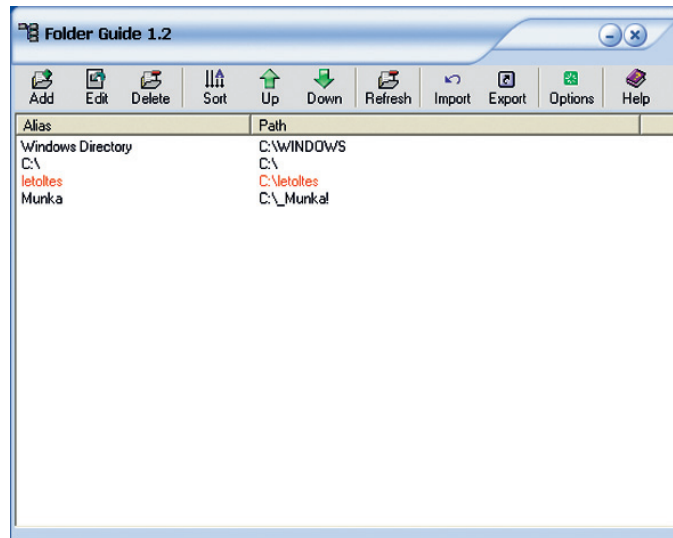 Folder Guide 1.2
Add Edit Delete Sort Up Down Refresh Import Export Options Help
Alias Path
Windows Directory C:\WINDOWS
C:\ C:\
letoltes C:\letoltes
Munka C:\_Munka!